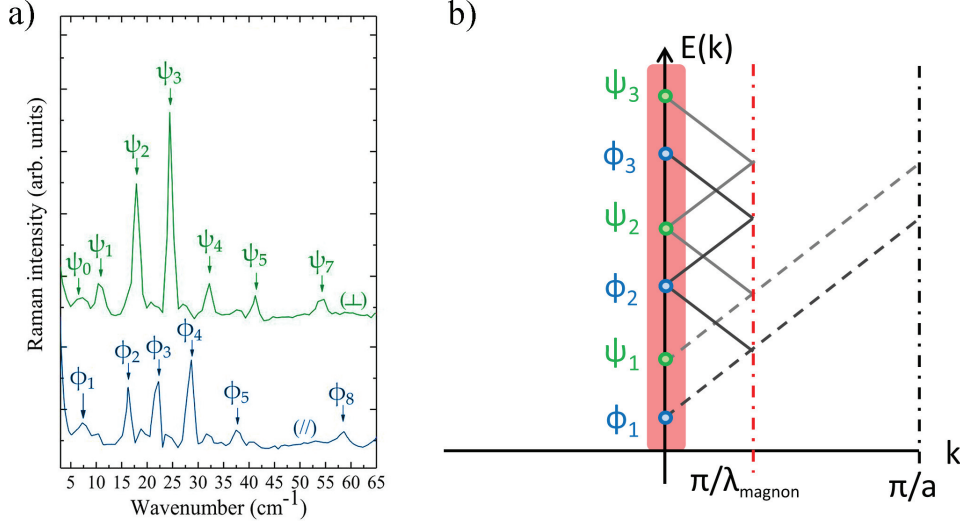 a)
Raman intensity (arb. units)
ψ0
ψ1
ψ2
ψ3
ψ4
ψ5
ψ7
(⊥)
ϕ1
ϕ2
ϕ3
ϕ4
ϕ5
ϕ8
(//)
5 10 15 20 25 30 35 40 45 50 55 60 65
Wavenumber (cm-1)
b)
E(k)
ψ3
ϕ3
ψ2
ϕ2
ψ1
ϕ1
k
π/λmagnon
π/a